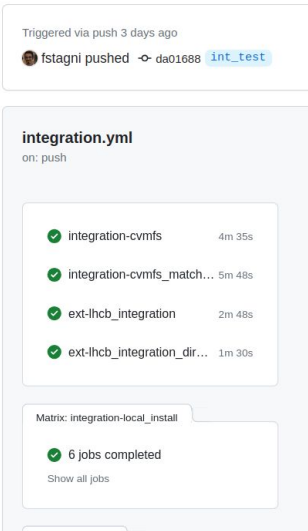 Triggered via push 3 days ago
fstagni pushed da01688 int_test
integration.yml
on: push
integration-cvmfs 4m 35s
integration-cvmfs_match... 5m 48s
ext-lhcb_integration 2m 48s
ext-lhcb_integration_dir... 1m 30s
Matrix: integration-local_install
6 jobs completed
Show all jobs